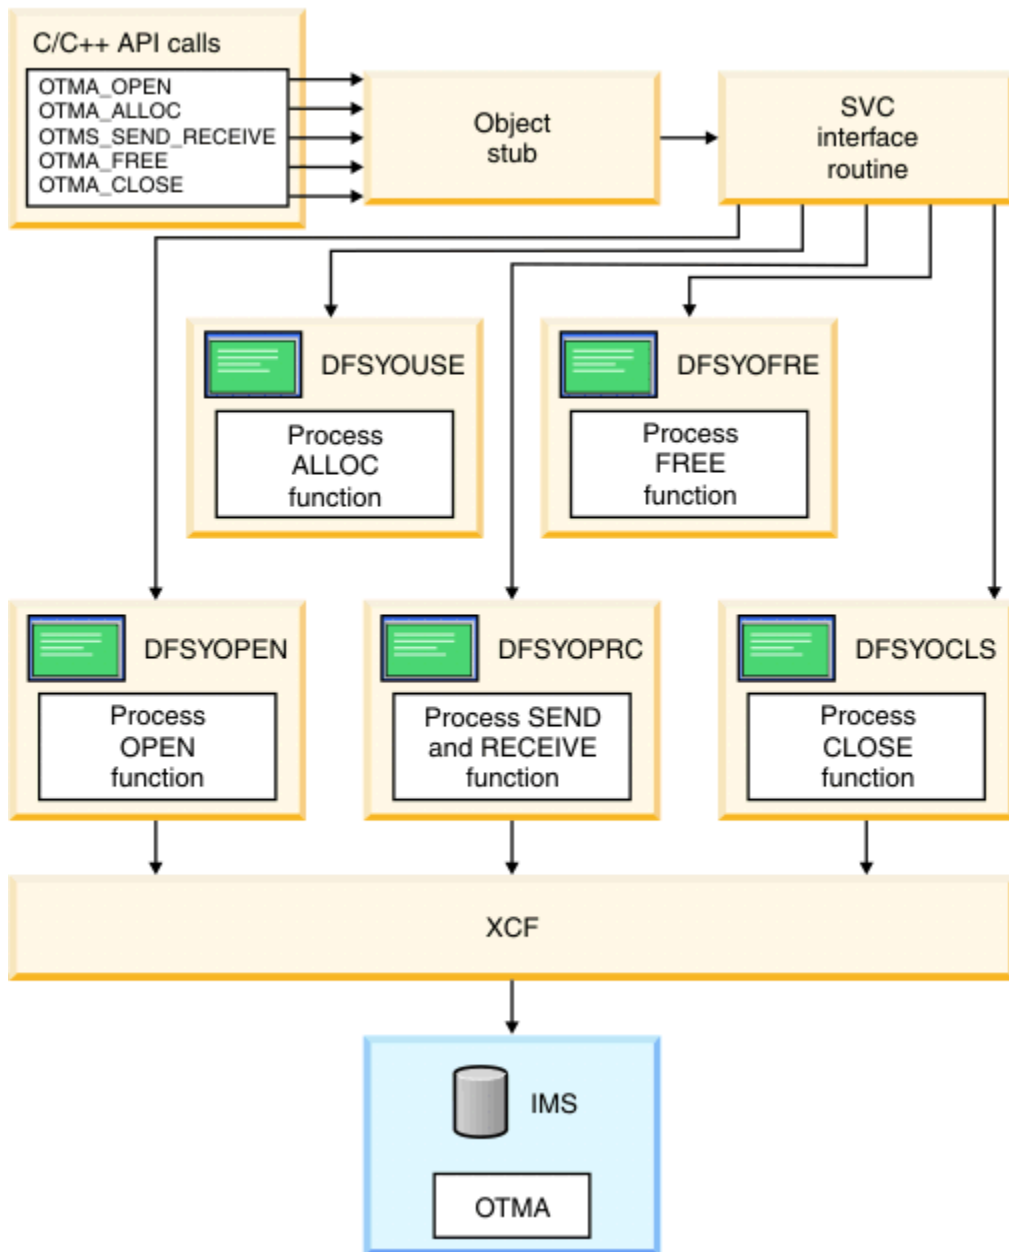 C/C++ API calls
OTMA_OPEN
OTMA_ALLOC
OTMS_SEND_RECEIVE
OTMA_FREE
OTMA_CLOSE
Object
stub
SVC
interface
routine
DFSYOUSE
Process
ALLOC
function
DFSYOFRE
Process
FREE
function
DFSYOPEN
Process
OPEN
function
DFSYOPRC
Process SEND
and RECEIVE
function
DFSYOCLS
Process
CLOSE
function
XCF
IMS
OTMA